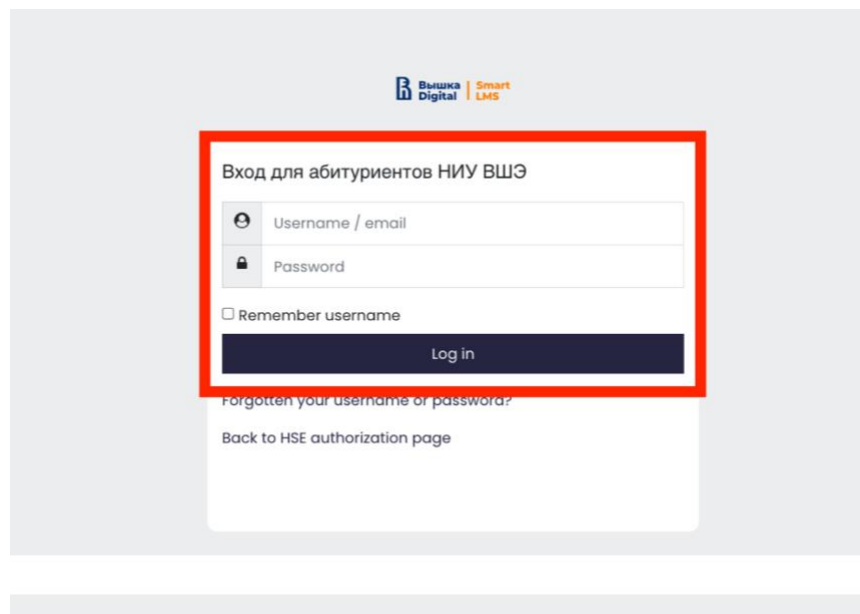 Вышка Digital | Smart LMS
Вход для абитуриентов НИУ ВШЭ
Username / email
Password
Remember username
Log in
Forgotten your username or password?
Back to HSE authorization page